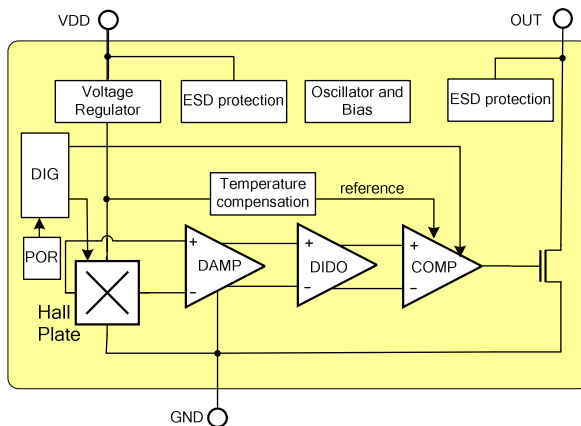 VDD
OUT
Voltage
Regulator
ESD protection
Oscillator and
Bias
ESD protection
DIG
Temperature
compensation
reference
POR
+
DAMP
−
+
DIDO
−
+
COMP
−
Hall
Plate
GND